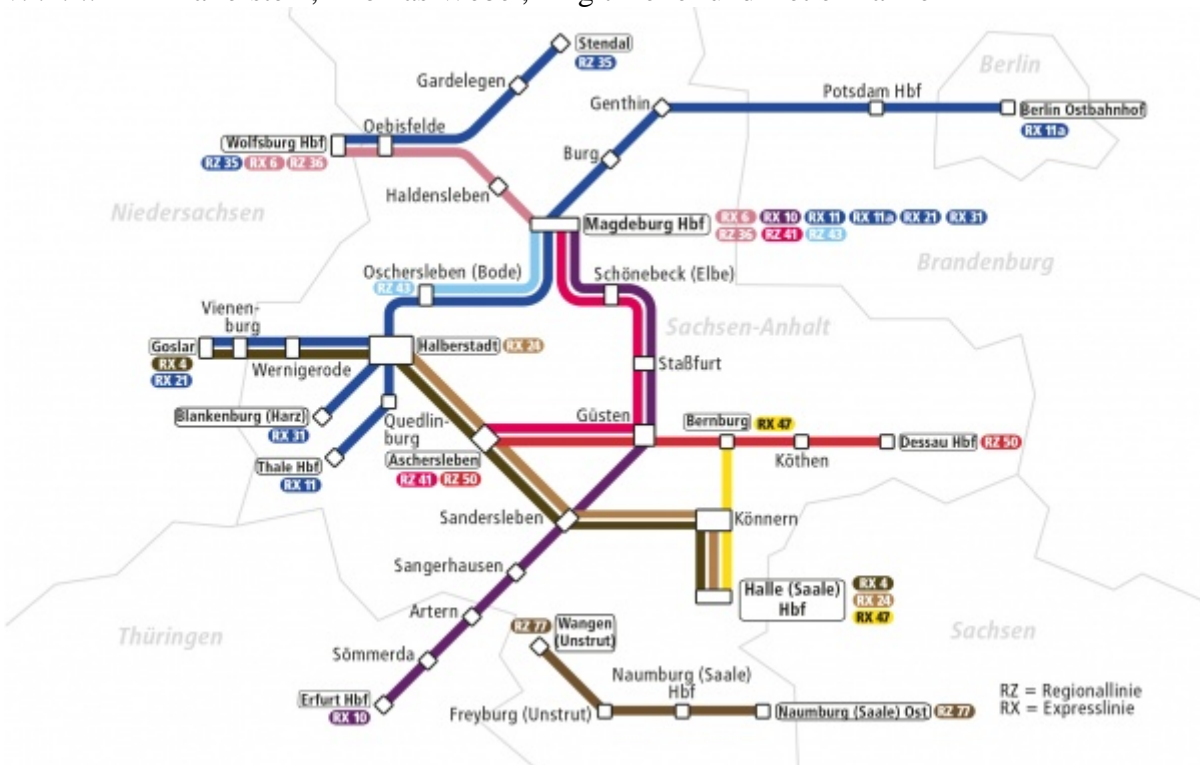 Stendal
RZ 35
Gardelegen
Berlin
Genthin
Potsdam Hbf
Berlin Ostbahnhof
RX 11a
Oebisfelde
Wolfsburg Hbf
RZ 35 RX 6 RZ 36
Burg
Haldensleben
Niedersachsen
Magdeburg Hbf
RX 6 RX 10 RX 11 RX 11a RX 21 RX 31
RZ 36 RZ 41 RZ 43
Brandenburg
Oschersleben (Bode)
RZ 43
Schönebeck (Elbe)
Vienen-
burg
Sachsen-Anhalt
Goslar
RX 4
RX 21
Halberstadt RX 24
Wernigerode
Staßfurt
Blankenburg (Harz)
RX 31
Quedlin-
burg
Güsten
Bernburg RX 47
Thale Hbf
RX 11
Aschersleben
RZ 41 RZ 50
Köthen
Dessau Hbf RZ 50
Sandersleben
Könnern
Sangerhausen
Halle (Saale)
Hbf
RX 4
RX 24
RX 47
Artern
Thüringen
RZ 77 Wangen
(Unstrut)
Sachsen
Sömmerda
Naumburg (Saale)
Hbf
Erfurt Hbf
RX 10
Freyburg (Unstrut)
Naumburg (Saale) Ost RZ 77
RZ = Regionallinie
RX = Expresslinie